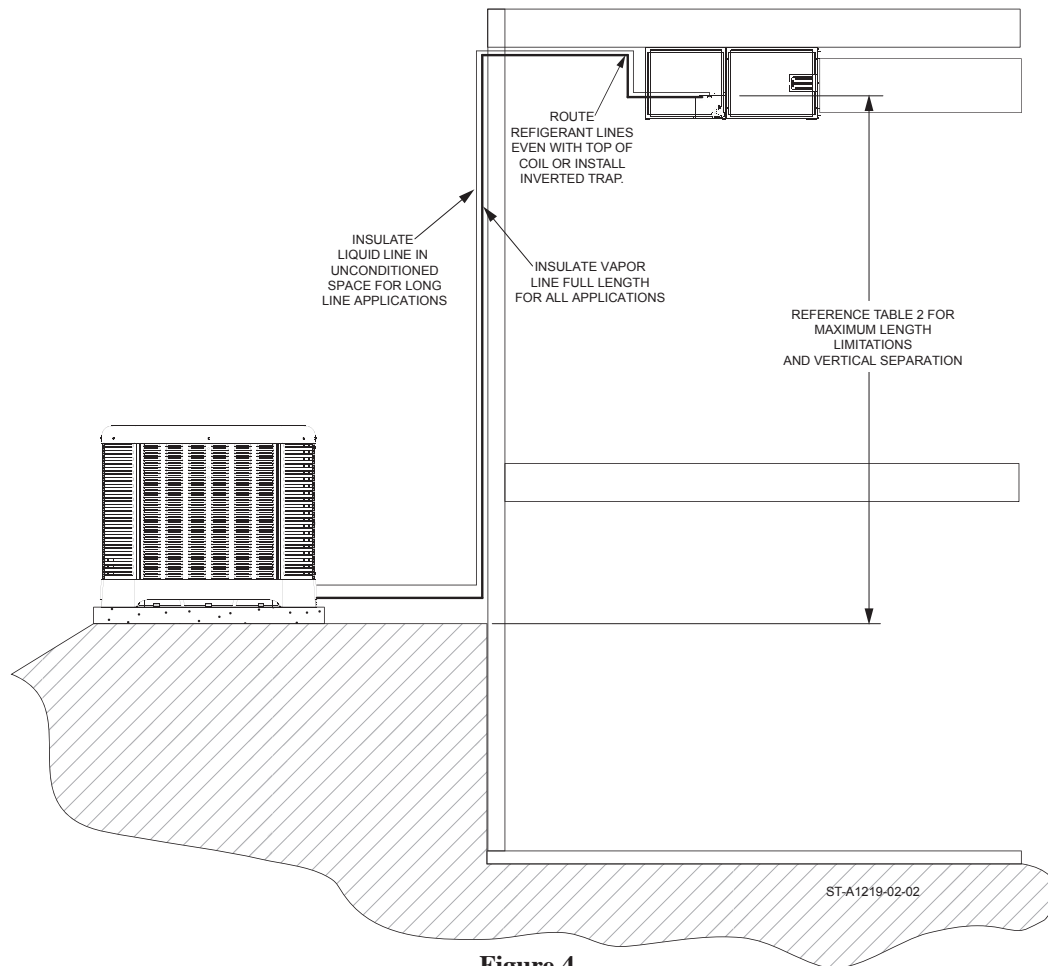 ROUTE
REFIGERANT LINES
EVEN WITH TOP OF
COIL OR INSTALL
INVERTED TRAP.
INSULATE
LIQUID LINE IN
UNCONDITIONED
SPACE FOR LONG
LINE APPLICATIONS
INSULATE VAPOR
LINE FULL LENGTH
FOR ALL APPLICATIONS
REFERENCE TABLE 2 FOR
MAXIMUM LENGTH
LIMITATIONS
AND VERTICAL SEPARATION
ST-A1219-02-02
Figure 4